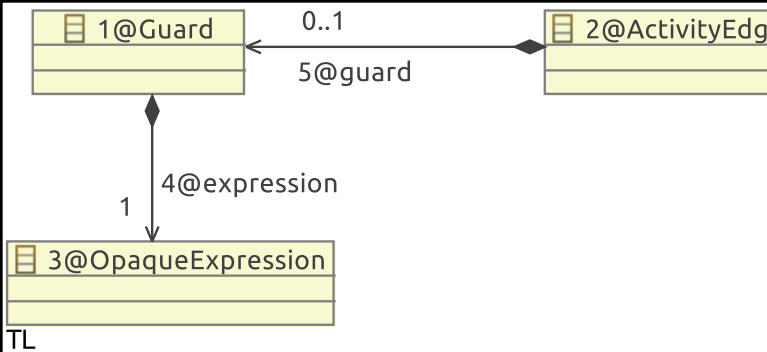 1@Guard
0..1
2@ActivityEdg
5@guard
4@expression
1
3@OpaqueExpression
TL